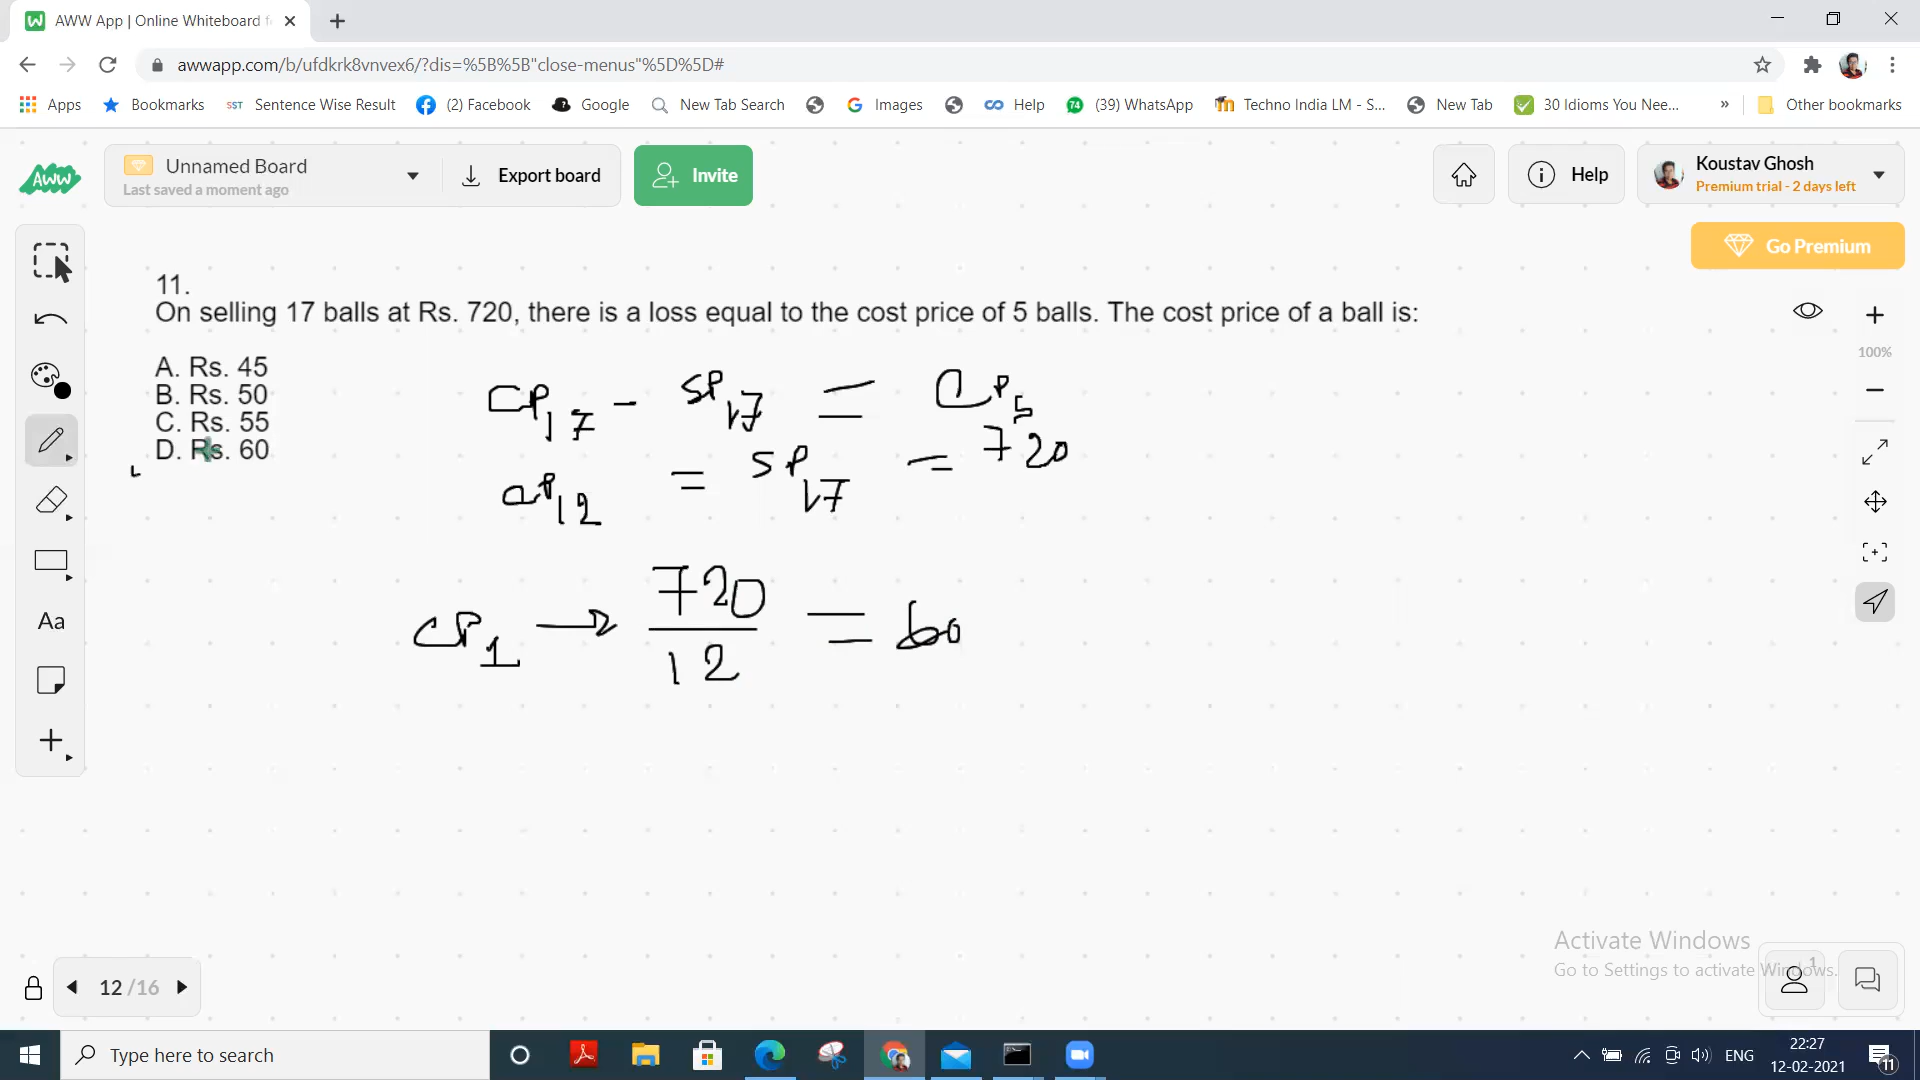 AWW App | Online Whiteboard f
awwapp.com/b/ufdkrk8vnvex6/?dis=%5B%5B"close-menus"%5D%5D#
Apps Bookmarks SST Sentence Wise Result (2) Facebook Google New Tab Search Images Help 74 (39) WhatsApp Techno India LM - S... New Tab 30 Idioms You Nee... » Other bookmarks
AWW Unnamed Board
Last saved a moment ago
Export board
Invite
Help
Koustav Ghosh
Premium trial - 2 days left
Go Premium
11.
On selling 17 balls at Rs. 720, there is a loss equal to the cost price of 5 balls. The cost price of a ball is:
A. Rs. 45
B. Rs. 50
C. Rs. 55
D. Rs. 60
100%
CP17 - SP17 = CP5
CP12 = SP17 = 720
CP1 → 720/12 = 60
Aa
Activate Windows
Go to Settings to activate Windows.
1
12 /16
Type here to search
ENG
22:27
12-02-2021
11